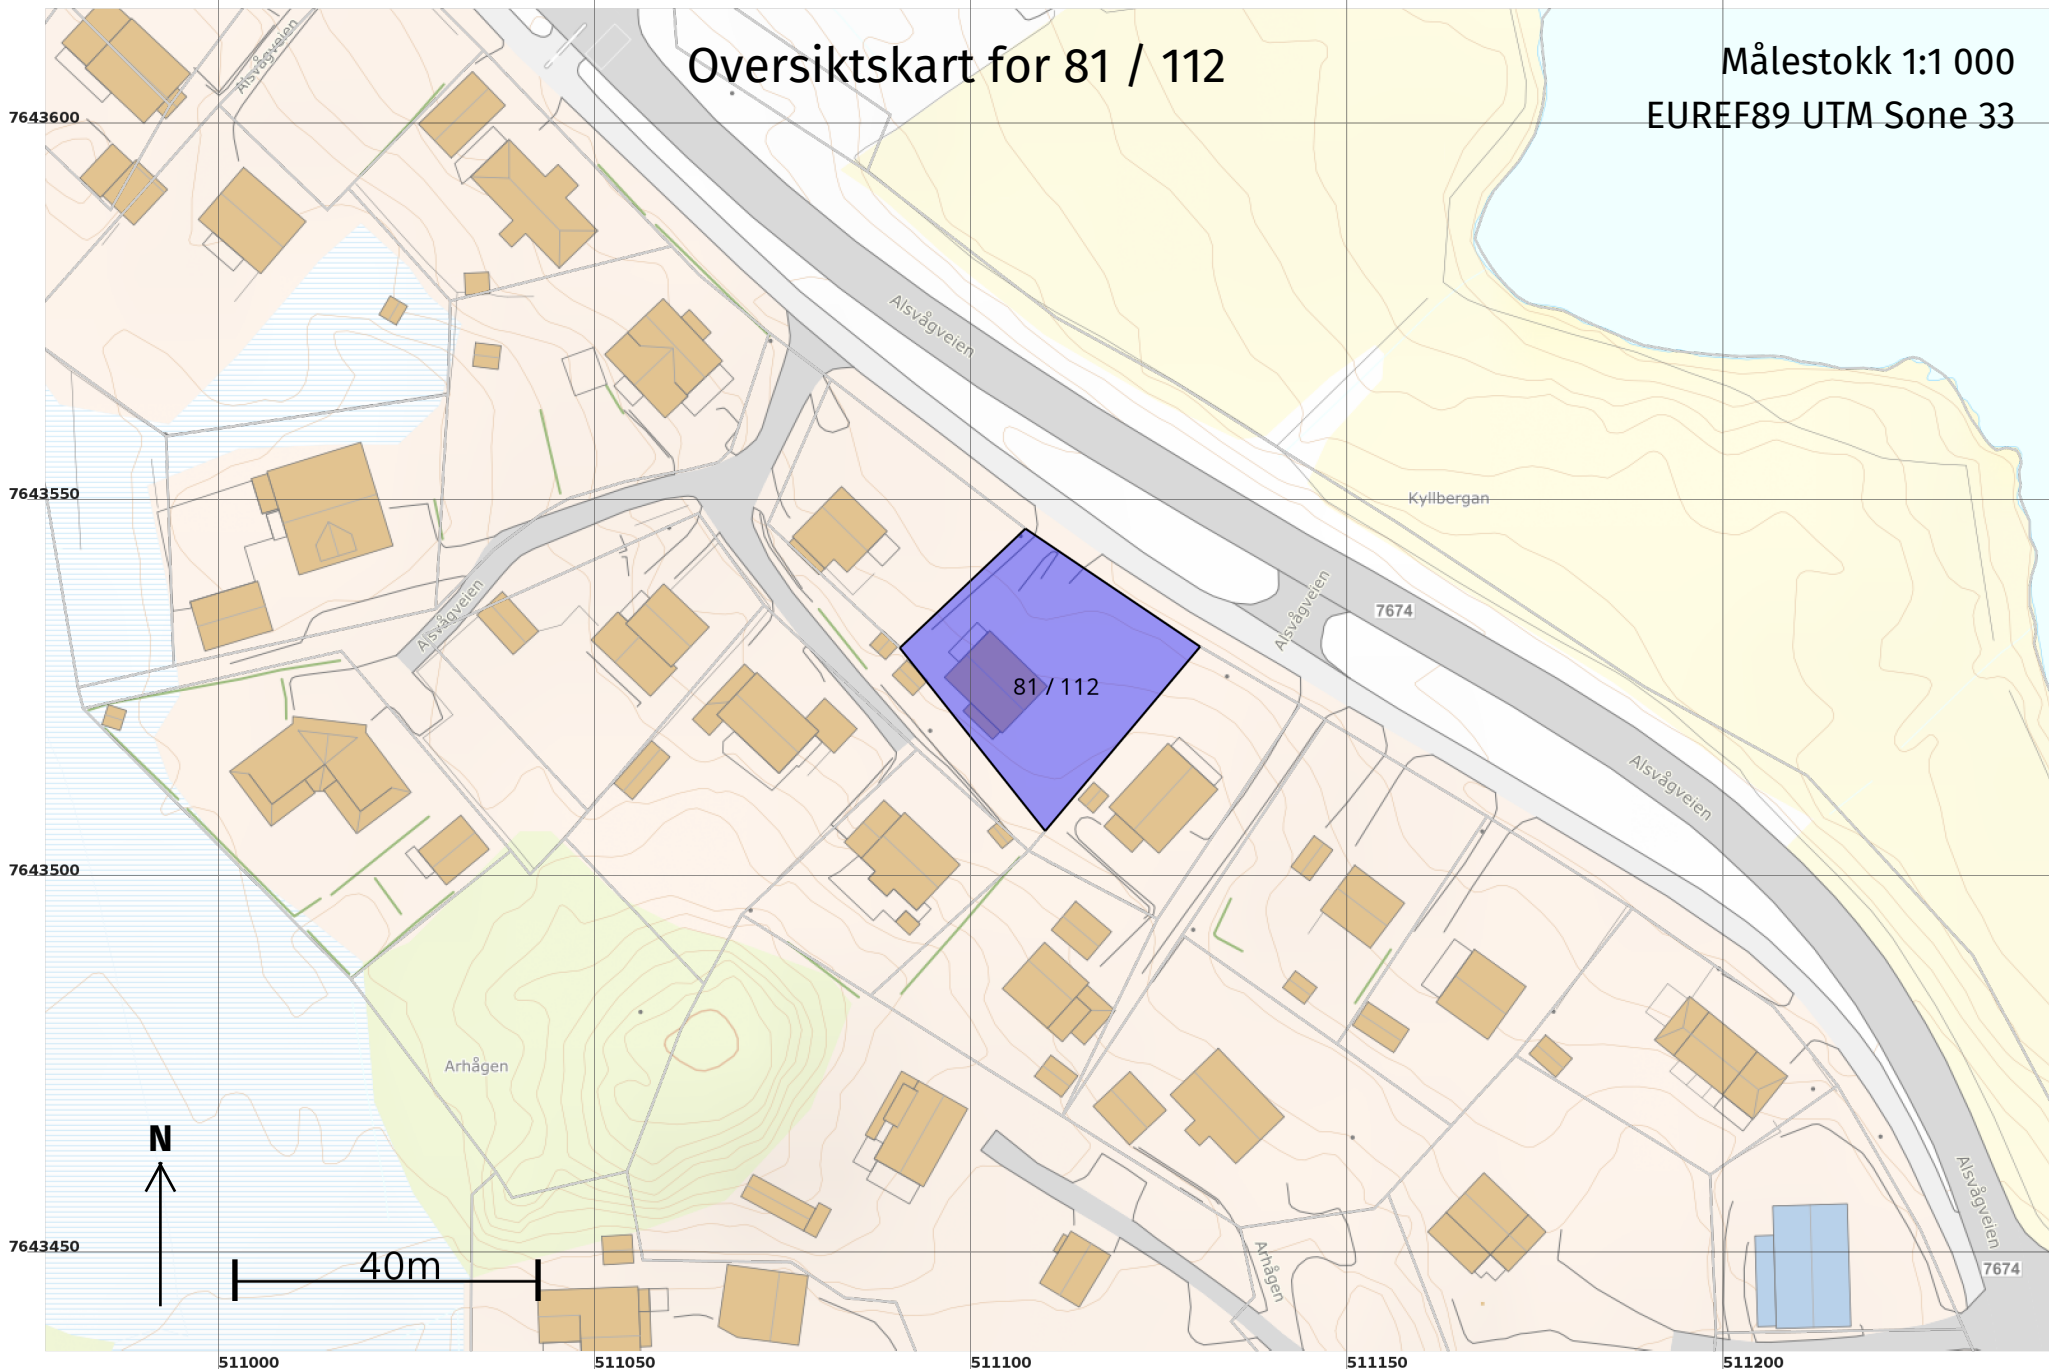 Oversiktskart for 81 / 112
Målestokk 1:1 000
EUREF89 UTM Sone 33
Alsvågveien
7643600
Alsvågveien
7643550
Kyllbergan
Alsvågveien
Alsvågveien
7674
81 / 112
Alsvågveien
7643500
Arhågen
N
Alsvågveien
7643450
40m
Arhågen
7674
511000
511050
511100
511150
511200